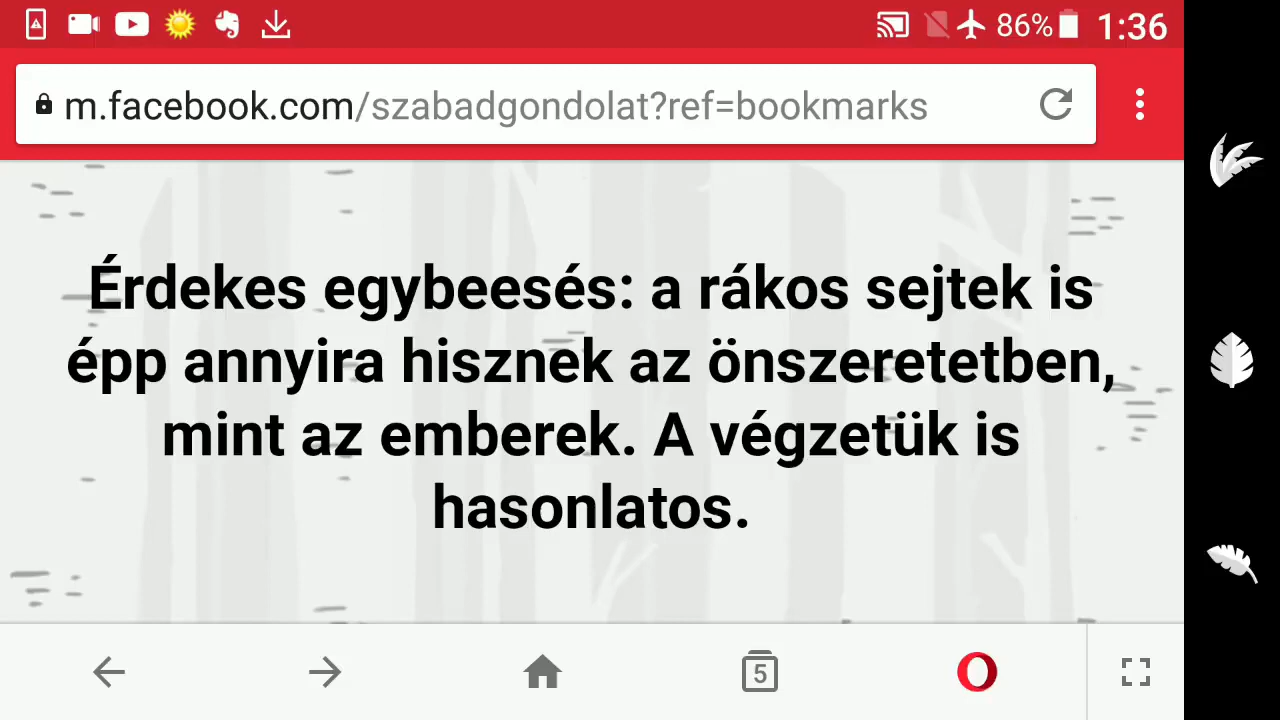 86% 1:36
m.facebook.com/szabadgondolat?ref=bookmarks
Érdekes egybeesés: a rákos sejtek is
épp annyira hisznek az önszeretetben,
mint az emberek. A végzetük is
hasonlatos.
5